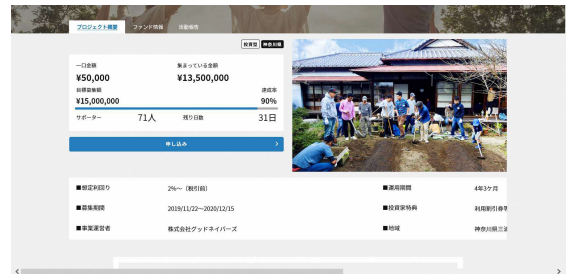 プロジェクト概要 ファンド情報 活動報告
投資型 神奈川県
一口金額 集まっている金額
¥50,000 ¥13,500,000
目標募集額 達成率
¥15,000,000 90%
サポーター 71人 残り日数 31日
申し込み
■想定利回り 2%〜（税引前） ■運用期間 4年3ヶ月
■募集期間 2019/11/22〜2020/12/15 ■投資家特典 利用割引券等
■事業運営者 株式会社グッドネイバーズ ■地域 神奈川県三浦